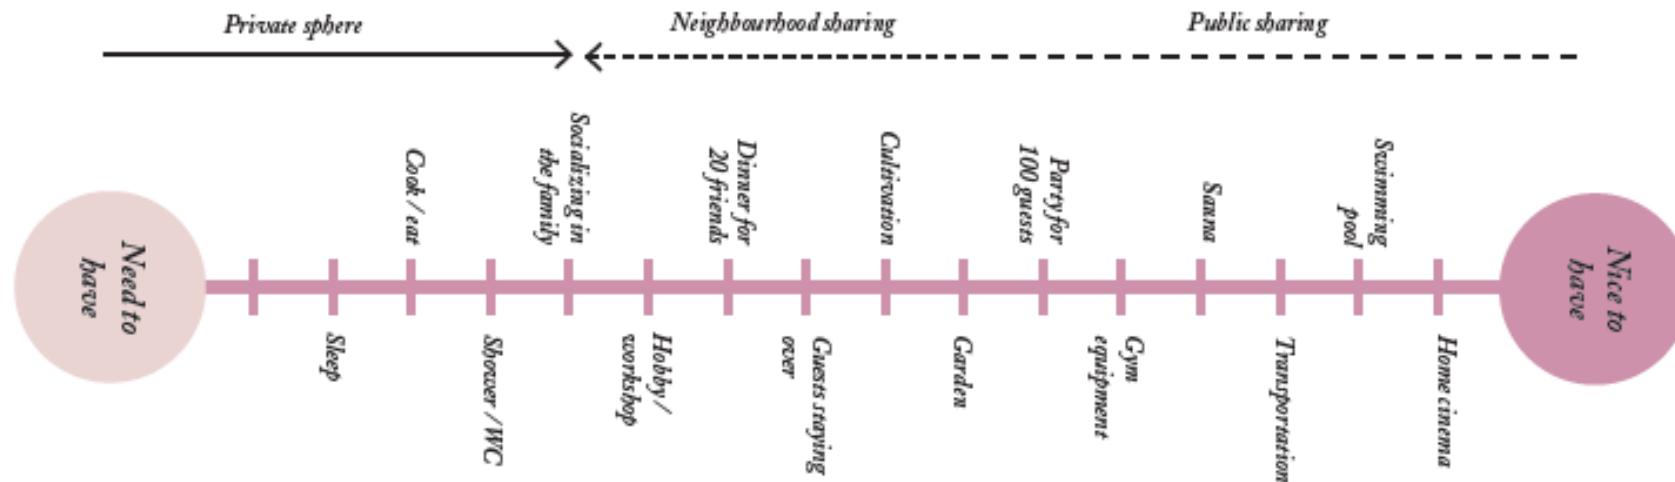 Private sphere
Neighbourhood sharing
Public sharing
Need to
have
Sleep
Cook / eat
Shower / WC
Socializing in
the family
Hobby /
workshop
Dinner for
20 friends
Guests staying
over
Cultivation
Garden
Party for
100 guests
Gym
equipment
Sauna
Transportation
Swimming
pool
Home cinema
Nice to
have